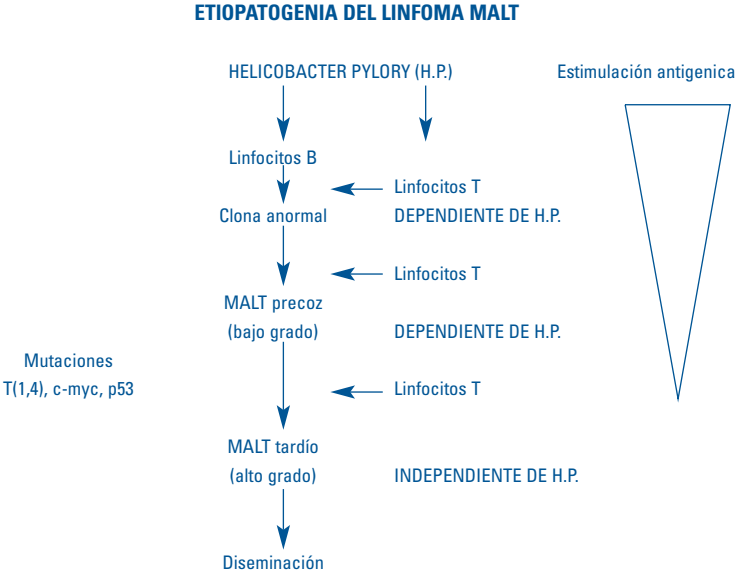 ETIOPATOGENIA DEL LINFOMA MALT
HELICOBACTER PYLORY (H.P.)
Estimulación antigenica
Linfocitos B
Linfocitos T
Clona anormal
DEPENDIENTE DE H.P.
Linfocitos T
MALT precoz
(bajo grado)
DEPENDIENTE DE H.P.
Mutaciones
T(1,4), c-myc, p53
Linfocitos T
MALT tardío
(alto grado)
INDEPENDIENTE DE H.P.
Diseminación